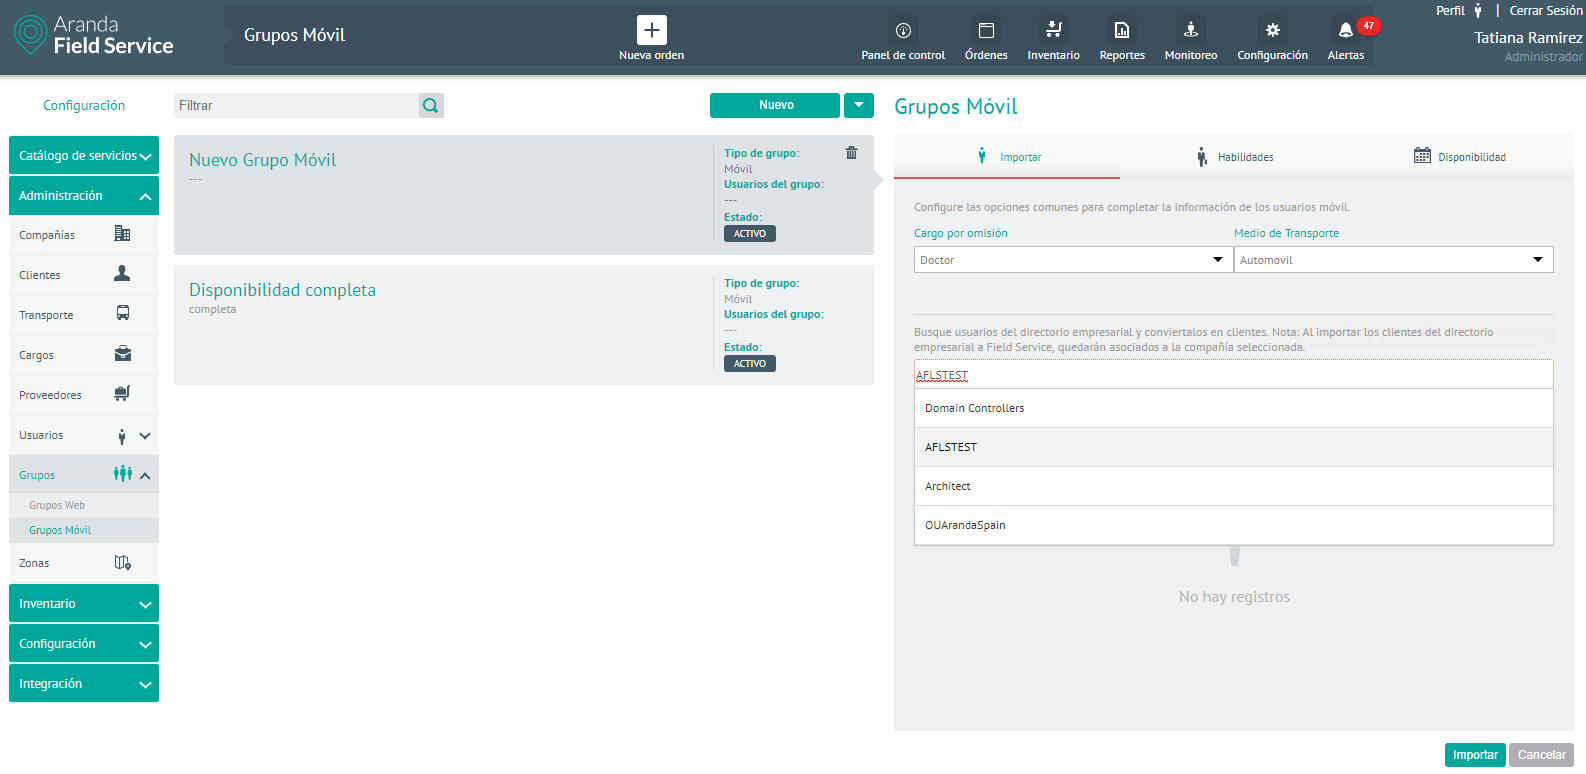 Aranda
Field Service
Grupos Móvil
Nueva orden
Panel de control
Órdenes
Inventario
Reportes
Monitoreo
Configuración
Alertas
47
Perfil | Cerrar Sesión
Tatiana Ramirez
Administrador
Configuración
Catálogo de servicios
Administración
Compañías
Clientes
Transporte
Cargos
Proveedores
Usuarios
Grupos
Grupos Web
Grupos Móvil
Zonas
Inventario
Configuración
Integración
Filtrar
Nuevo
Nuevo Grupo Móvil
---
Tipo de grupo:
Móvil
Usuarios del grupo:
---
Estado:
ACTIVO
Disponibilidad completa
completa
Tipo de grupo:
Móvil
Usuarios del grupo:
---
Estado:
ACTIVO
Grupos Móvil
Importar
Habilidades
Disponibilidad
Configure las opciones comunes para completar la información de los usuarios móvil.
Cargo por omisión
Medio de Transporte
Doctor
Automovil
Busque usuarios del directorio empresarial y conviertalos en clientes. Nota: Al importar los clientes del directorio
empresarial a Field Service, quedarán asociados a la compañía seleccionada.
AFLSTEST
Domain Controllers
AFLSTEST
Architect
OUArandaSpain
No hay registros
Importar
Cancelar